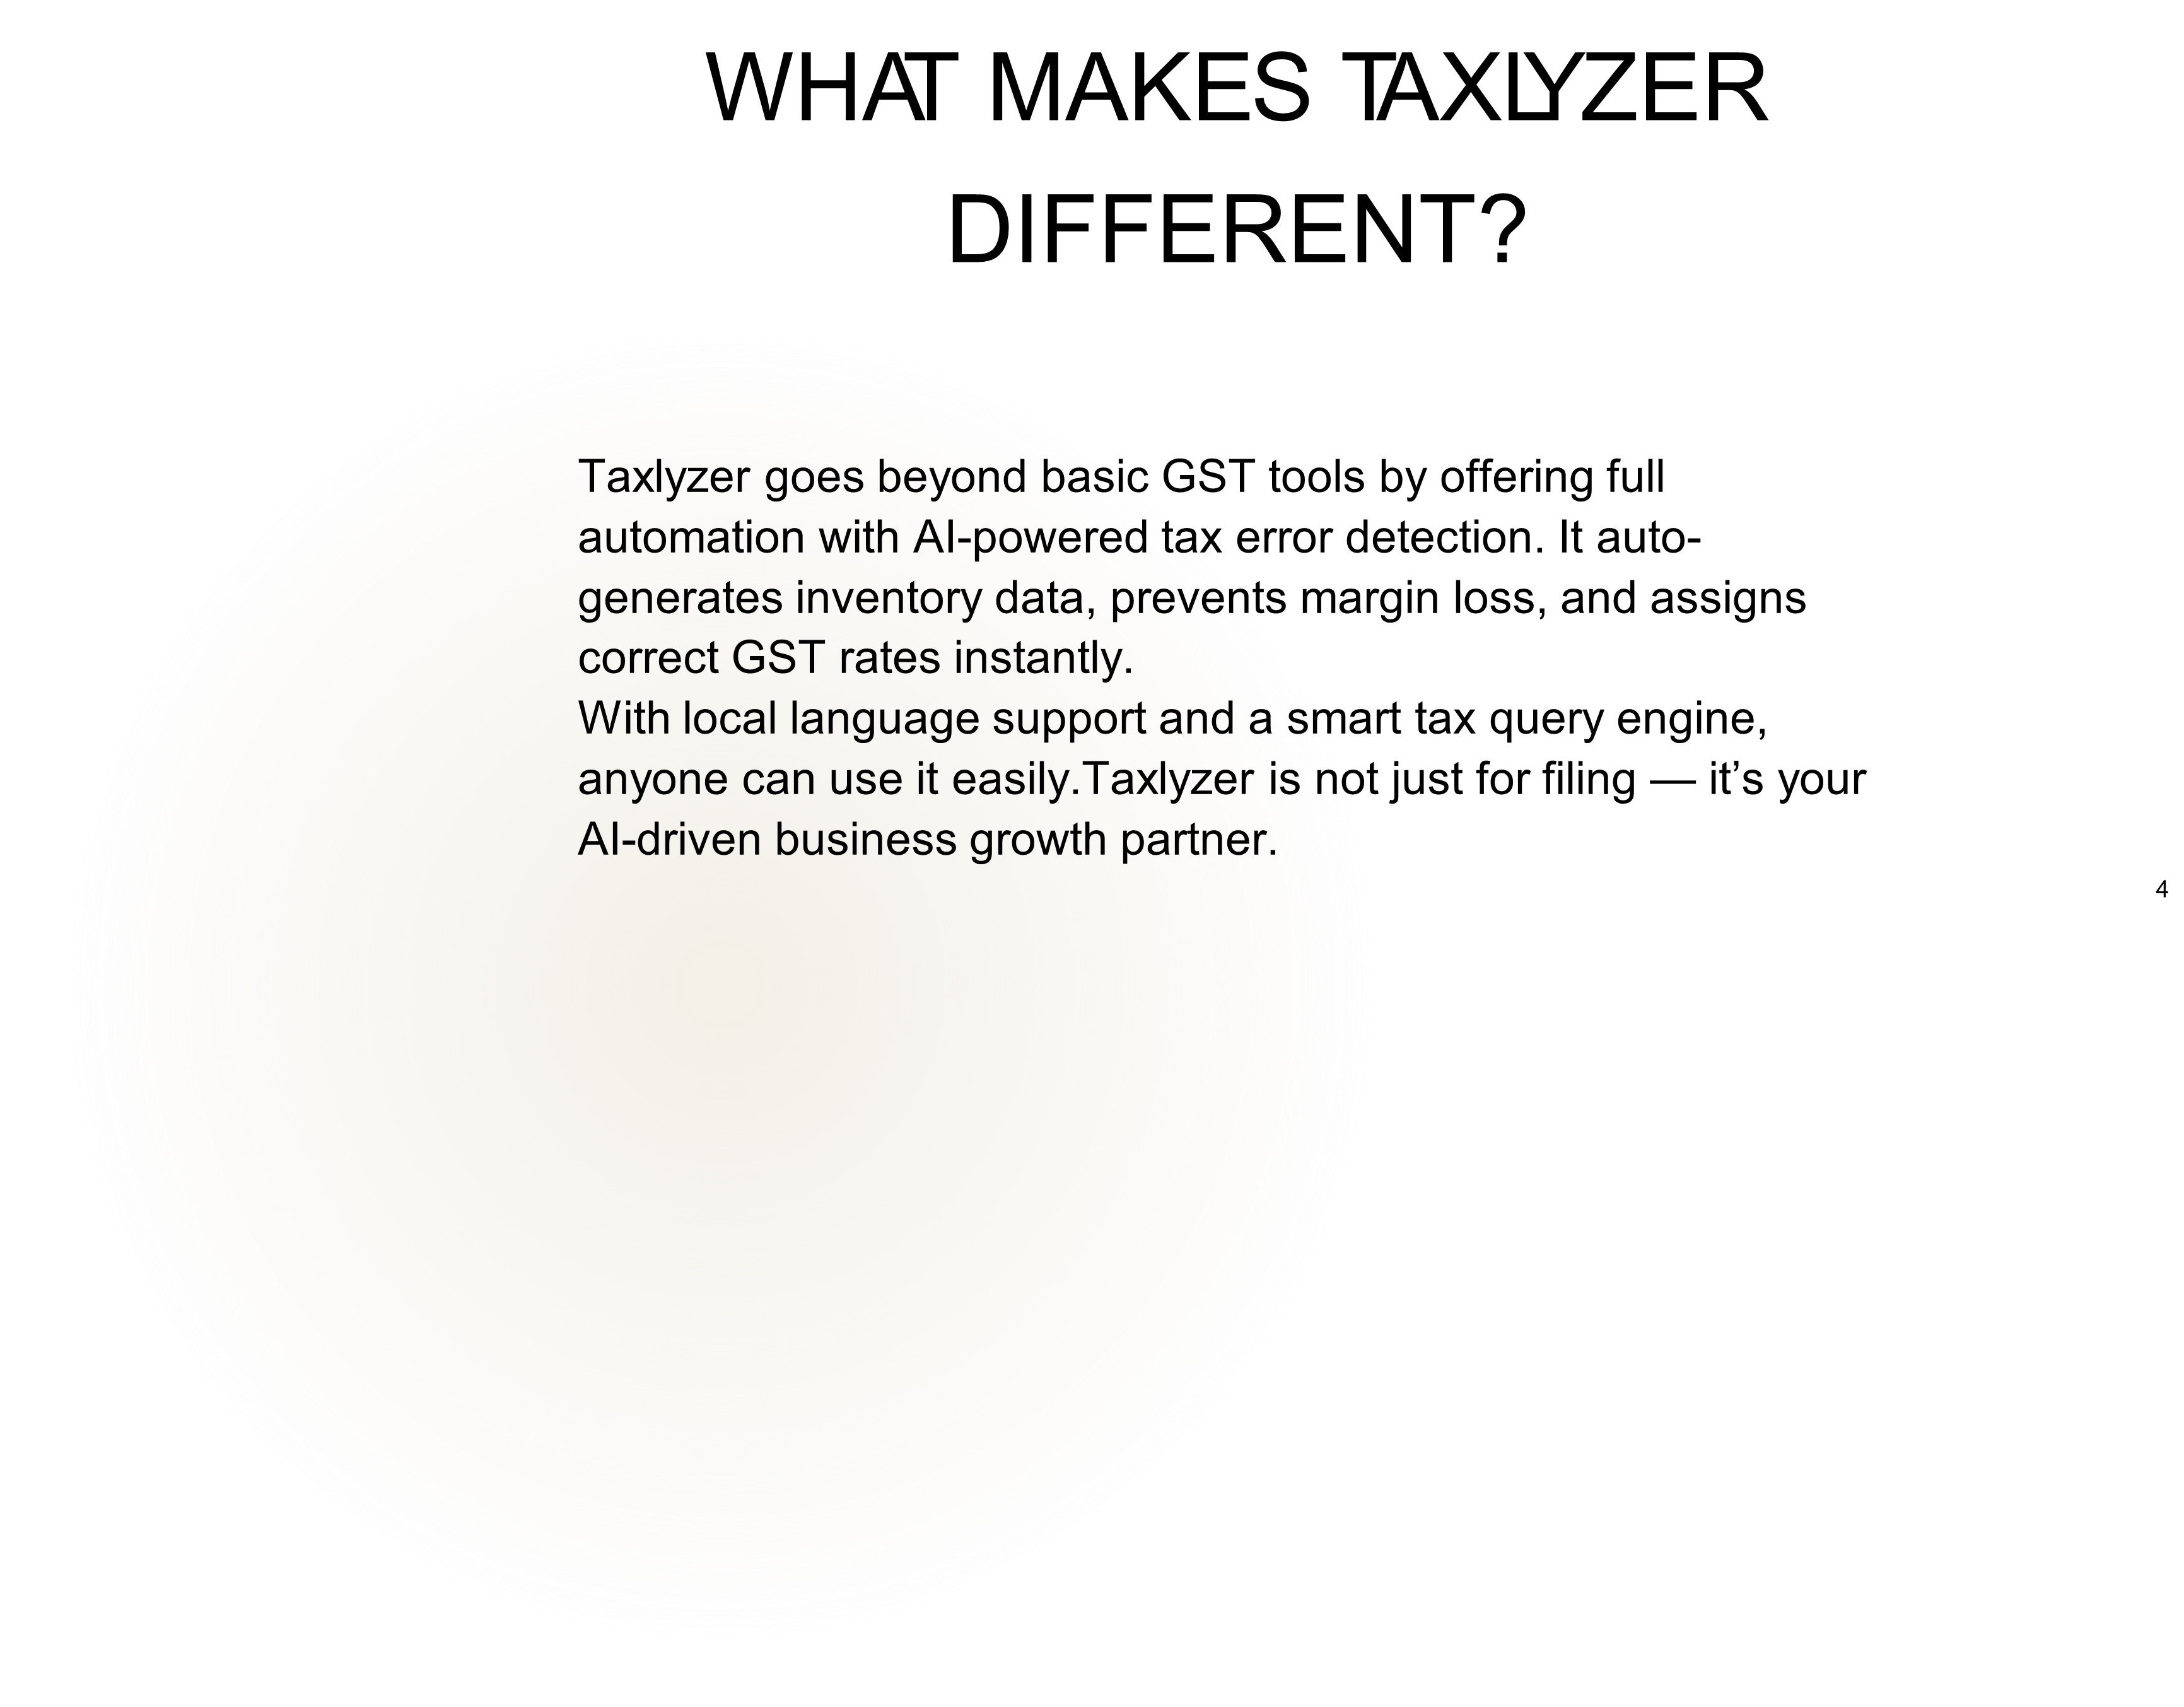 WHAT MAKES TAXLYZER
DIFFERENT?
Taxlyzer goes beyond basic GST tools by offering full
automation with AI-powered tax error detection. It auto-
generates inventory data, prevents margin loss, and assigns
correct GST rates instantly.
With local language support and a smart tax query engine,
anyone can use it easily.Taxlyzer is not just for filing — it’s your
AI-driven business growth partner.
4